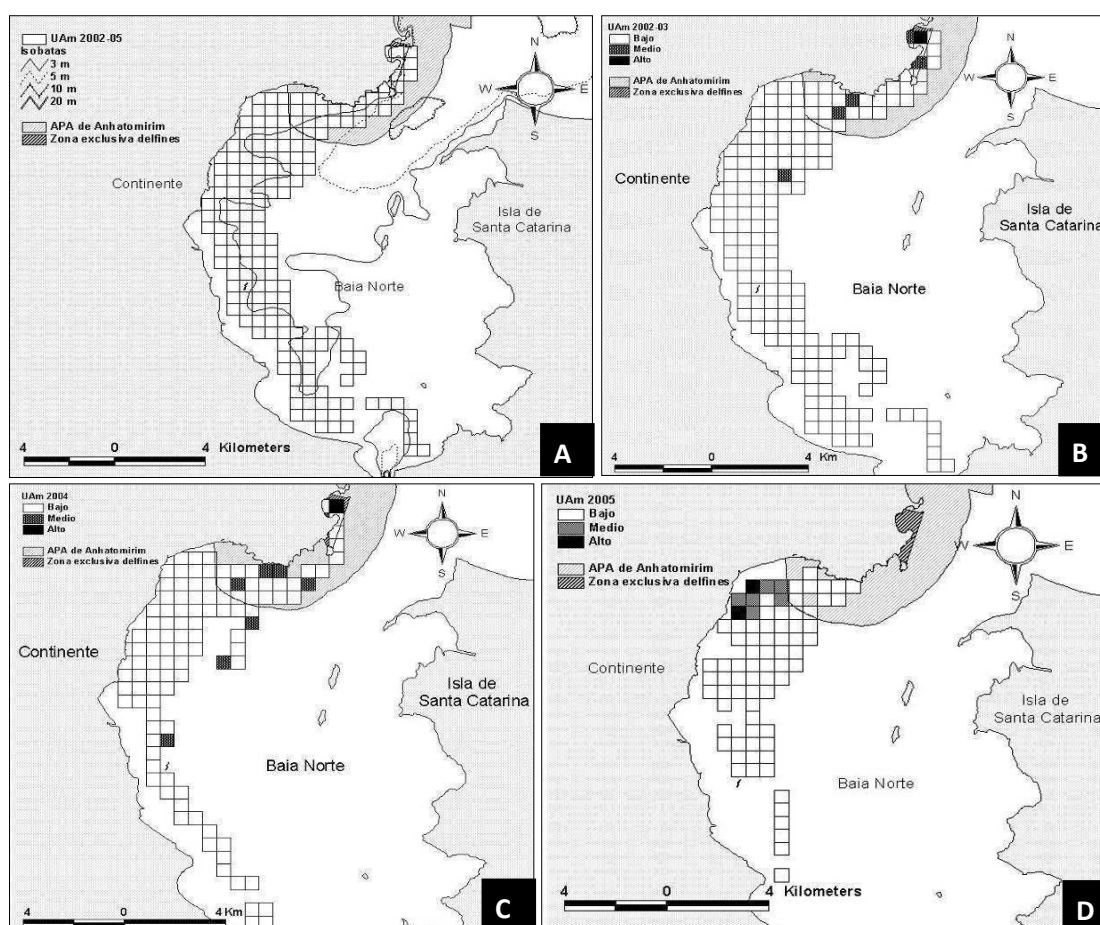 UAm 2002-05
Isobatas
3 m
5 m
10 m
20 m
APA de Anhatomirim
Zona exclusiva delfines
N
W
E
S
Continente
Isla de
Santa Catarina
Baia Norte
4 0 4 Kilometers
A
UAm 2002-03
Bajo
Medio
Alto
APA de Anhatomirim
Zona exclusiva delfines
N
W
E
S
Continente
Isla de
Santa Catarina
Baia Norte
4 0 4 Km
B
UAm 2004
Bajo
Medio
Alto
APA de Anhatomirim
Zona exclusiva delfines
N
W
E
S
Continente
Isla de
Santa Catarina
Baia Norte
4 0 4 Km
C
UAm 2005
Bajo
Medio
Alto
APA de Anhatomirim
Zona exclusiva delfines
N
W
E
S
Continente
Isla de
Santa Catarina
Baia Norte
4 0 4 Kilometers
D